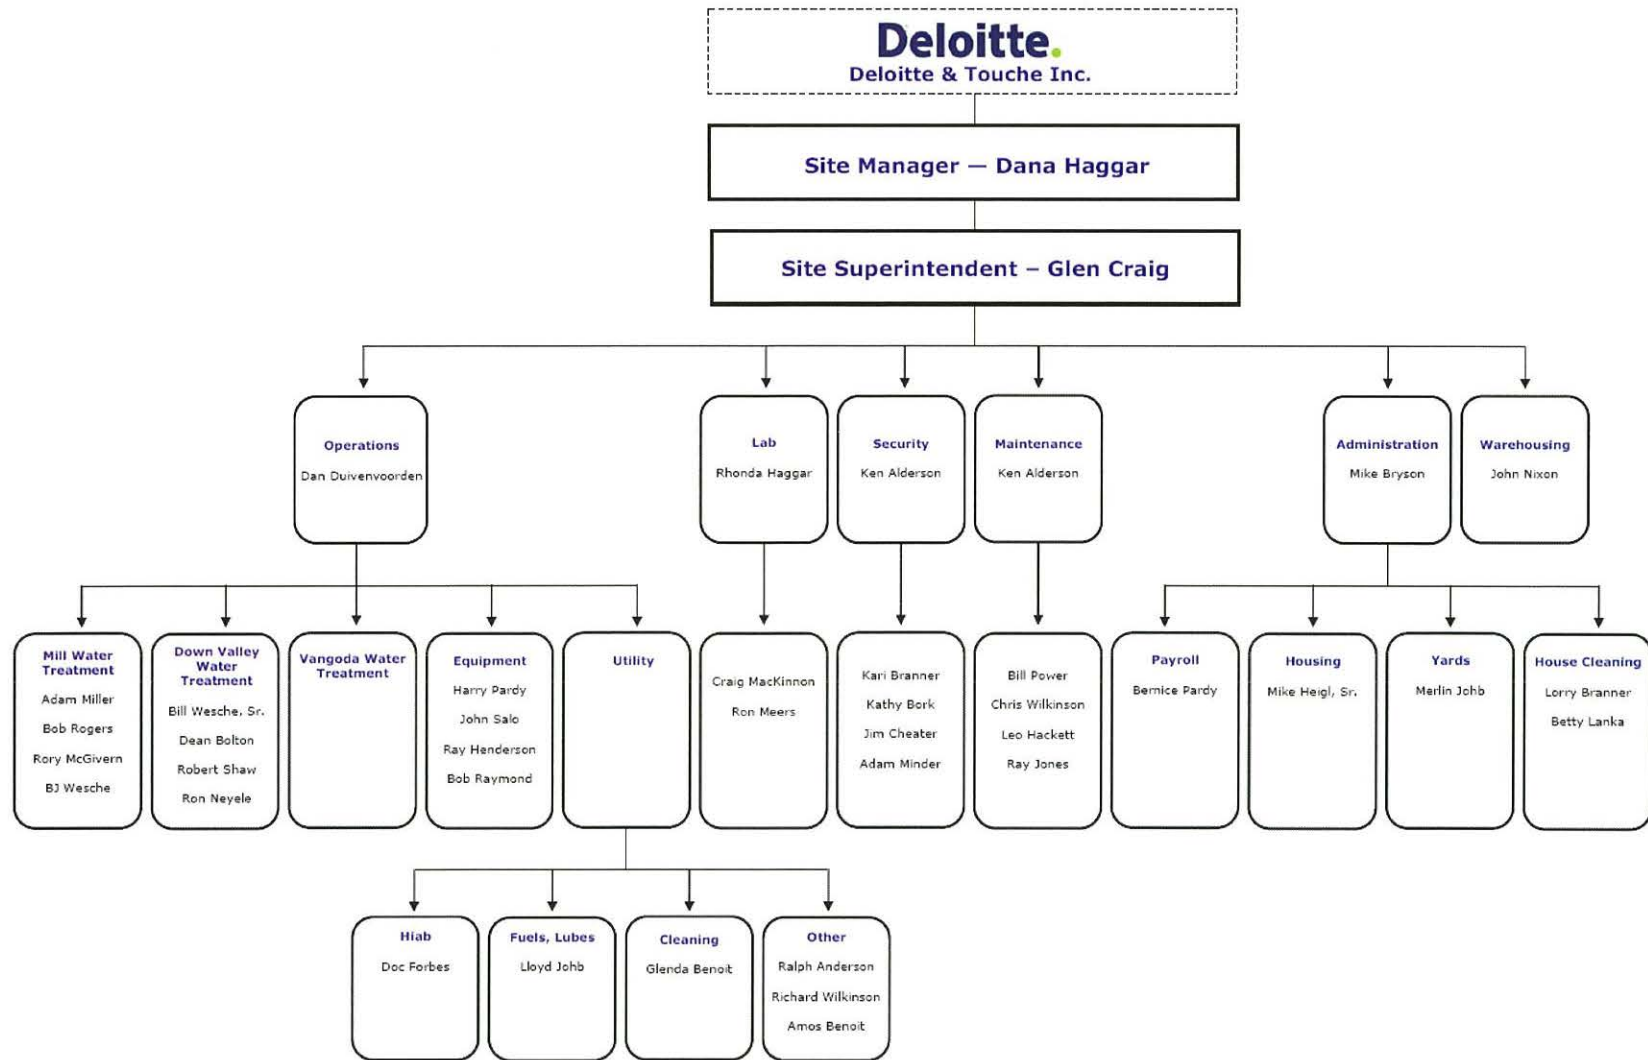 Deloitte.
Deloitte & Touche Inc.
Site Manager — Dana Haggar
Site Superintendent – Glen Craig
Operations
Dan Duivenvoorden
Lab
Rhonda Haggar
Security
Ken Alderson
Maintenance
Ken Alderson
Administration
Mike Bryson
Warehousing
John Nixon
Mill Water
Treatment
Adam Miller
Bob Rogers
Rory McGivern
BJ Wesche
Down Valley
Water
Treatment
Bill Wesche, Sr.
Dean Bolton
Robert Shaw
Ron Neyele
Vangoda Water
Treatment
Equipment
Harry Pardy
John Salo
Ray Henderson
Bob Raymond
Utility
Craig MacKinnon
Ron Meers
Kari Branner
Kathy Bork
Jim Cheater
Adam Minder
Bill Power
Chris Wilkinson
Leo Hackett
Ray Jones
Payroll
Bernice Pardy
Housing
Mike Heigl, Sr.
Yards
Merlin Johb
House Cleaning
Lorry Branner
Betty Lanka
Hiab
Doc Forbes
Fuels, Lubes
Lloyd Johb
Cleaning
Glenda Benoit
Other
Ralph Anderson
Richard Wilkinson
Amos Benoit